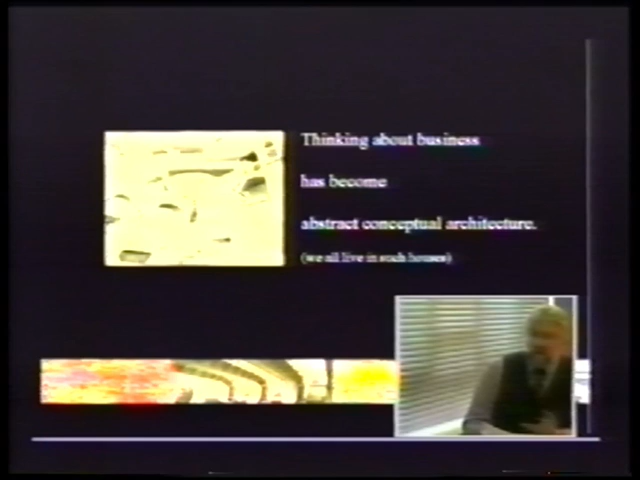 Thinking about business
has become
abstract conceptual architecture.
(we all live in such houses)